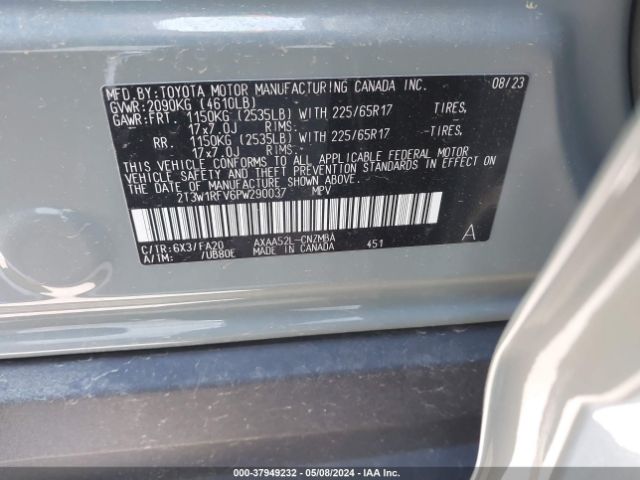 MFD.BY:TOYOTA MOTOR MANUFACTURING CANADA INC. 08/23
GVWR:2090KG (4610LB)
GAWR:FRT. 1150KG (2535LB) WITH 225/65R17 TIRES,
17x7.0J RIMS.
RR. 1150KG (2535LB) WITH 225/65R17 TIRES,
17x7.0J RIMS.
THIS VEHICLE CONFORMS TO ALL APPLICABLE FEDERAL MOTOR
VEHICLE SAFETY AND THEFT PREVENTION STANDARDS IN EFFECT ON
THE DATE OF MANUFACTURE SHOWN ABOVE.
2T3W1RFV6PW290037 MPV
C/TR:6X3/FA20 AXAA52L-CNZMBA 451 A
A/TM: /UB80E MADE IN CANADA
000-37949232 - 05/08/2024 - IAA Inc.